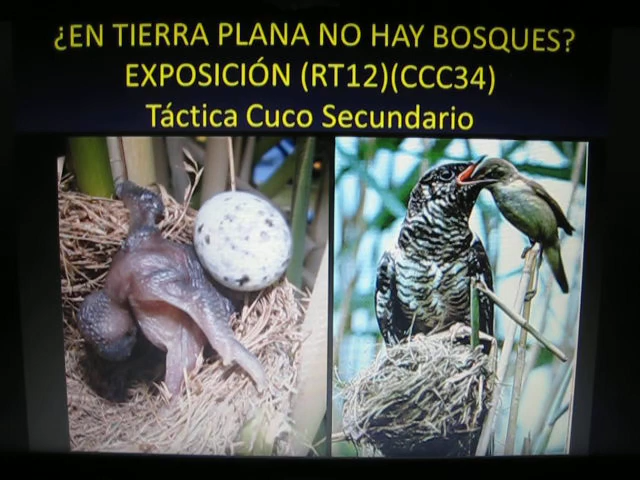 ¿EN TIERRA PLANA NO HAY BOSQUES?
EXPOSICIÓN (RT12)(CCC34)
Táctica Cuco Secundario